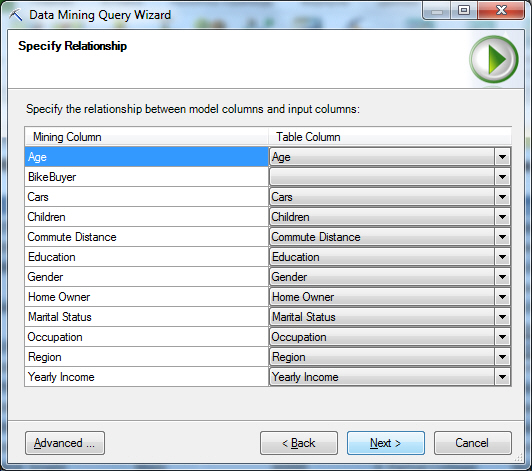 Data Mining Query Wizard
Specify Relationship
Specify the relationship between model columns and input columns:
Mining Column Table Column
Age Age
BikeBuyer
Cars Cars
Children Children
Commute Distance Commute Distance
Education Education
Gender Gender
Home Owner Home Owner
Marital Status Marital Status
Occupation Occupation
Region Region
Yearly Income Yearly Income
Advanced ... < Back Next > Cancel